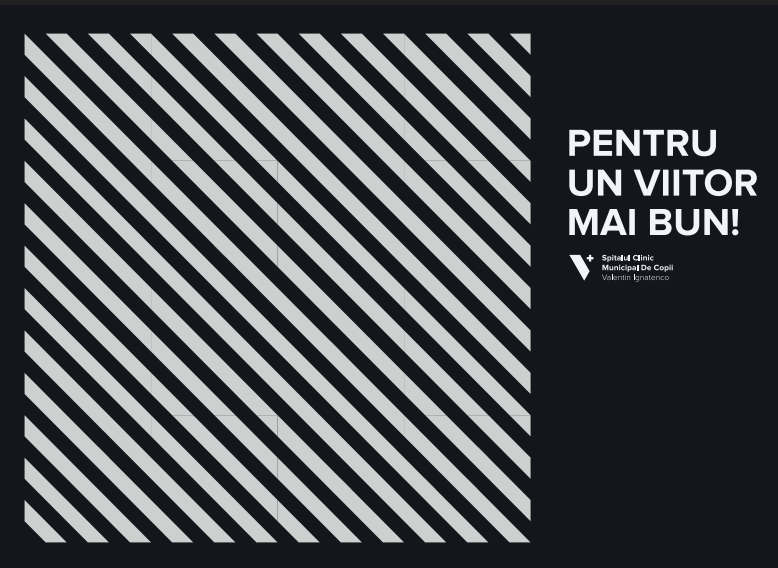 PENTRU
UN VIITOR
MAI BUN!
Spitalul Clinic
Municipal De Copii
Valentin Ignatenco